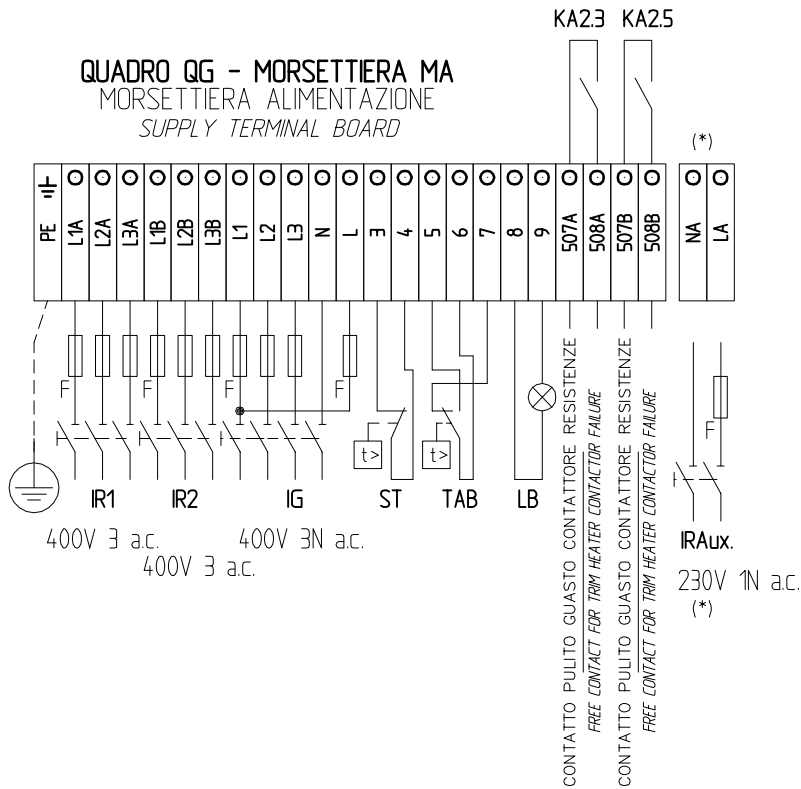 KA2.3 KA2.5
QUADRO QG - MORSETTIERA MA
MORSETTIERA ALIMENTAZIONE
SUPPLY TERMINAL BOARD
(*)
PE L1A L2A L3A L1B L2B L3B L1 L2 L3 N L 3 4 5 6 7 8 9 507A 508A 507B 508B NA LA
F F F F F
t> t>
IR1 IR2 IG ST TAB LB IRAux.
400V 3 a.c. 400V 3N a.c.
400V 3 a.c.
230V 1N a.c.
(*)
CONTATTO PULITO GUASTO CONTATTORE RESISTENZE
FREE CONTACT FOR TRIM HEATER CONTACTOR FAILURE
CONTATTO PULITO GUASTO CONTATTORE RESISTENZE
FREE CONTACT FOR TRIM HEATER CONTACTOR FAILURE